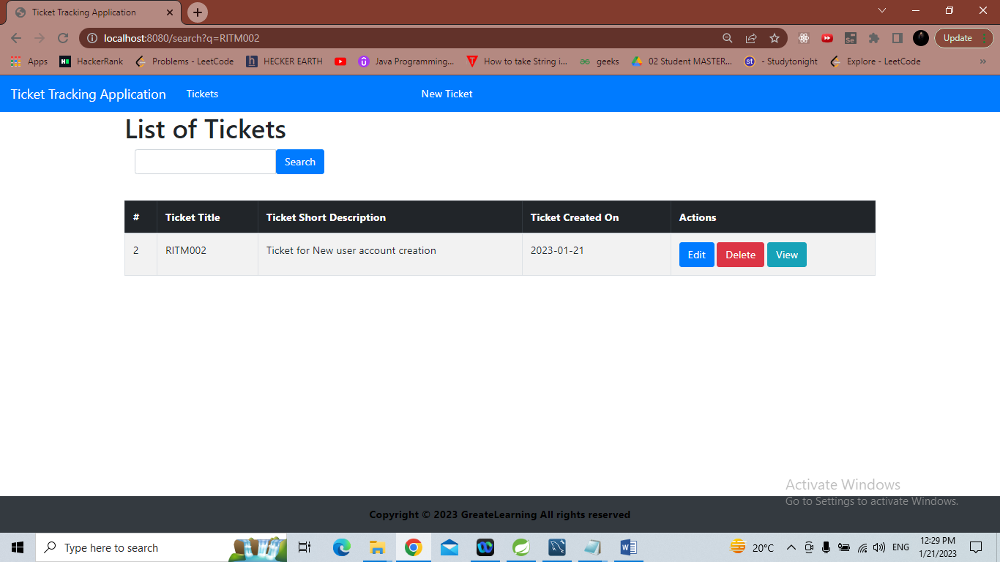 Ticket Tracking Application
localhost:8080/search?q=RITM002
Update
Apps
HackerRank
Problems - LeetCode
HECKER EARTH
Java Programming...
How to take String i...
geeks
02 Student MASTER...
- Studytonight
Explore - LeetCode
»
Ticket Tracking Application Tickets New Ticket
List of Tickets
Search
# Ticket Title Ticket Short Description Ticket Created On Actions
2 RITM002 Ticket for New user account creation 2023-01-21 Edit Delete View
Activate Windows
Go to Settings to activate Windows.
Copyright © 2023 GreateLearning All rights reserved
Type here to search
20°C
ENG
12:29 PM
1/21/2023